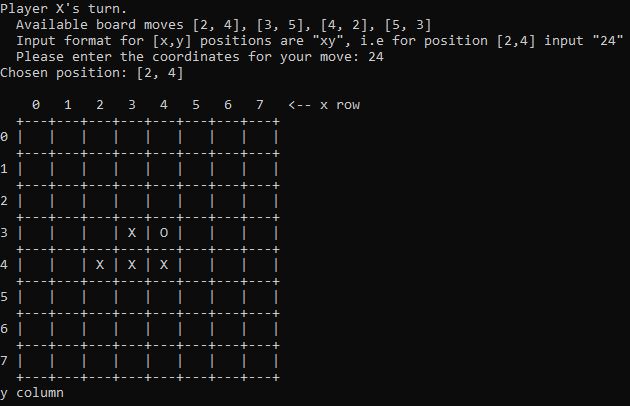 Player X's turn.
  Available board moves [2, 4], [3, 5], [4, 2], [5, 3]
  Input format for [x,y] positions are "xy", i.e for position [2,4] input "24"
  Please enter the coordinates for your move: 24
Chosen position: [2, 4]

    0   1   2   3   4   5   6   7   <-- x row
  +---+---+---+---+---+---+---+---+
0 |   |   |   |   |   |   |   |   |
  +---+---+---+---+---+---+---+---+
1 |   |   |   |   |   |   |   |   |
  +---+---+---+---+---+---+---+---+
2 |   |   |   |   |   |   |   |   |
  +---+---+---+---+---+---+---+---+
3 |   |   |   | X | O |   |   |   |
  +---+---+---+---+---+---+---+---+
4 |   |   | X | X | X |   |   |   |
  +---+---+---+---+---+---+---+---+
5 |   |   |   |   |   |   |   |   |
  +---+---+---+---+---+---+---+---+
6 |   |   |   |   |   |   |   |   |
  +---+---+---+---+---+---+---+---+
7 |   |   |   |   |   |   |   |   |
  +---+---+---+---+---+---+---+---+
y column